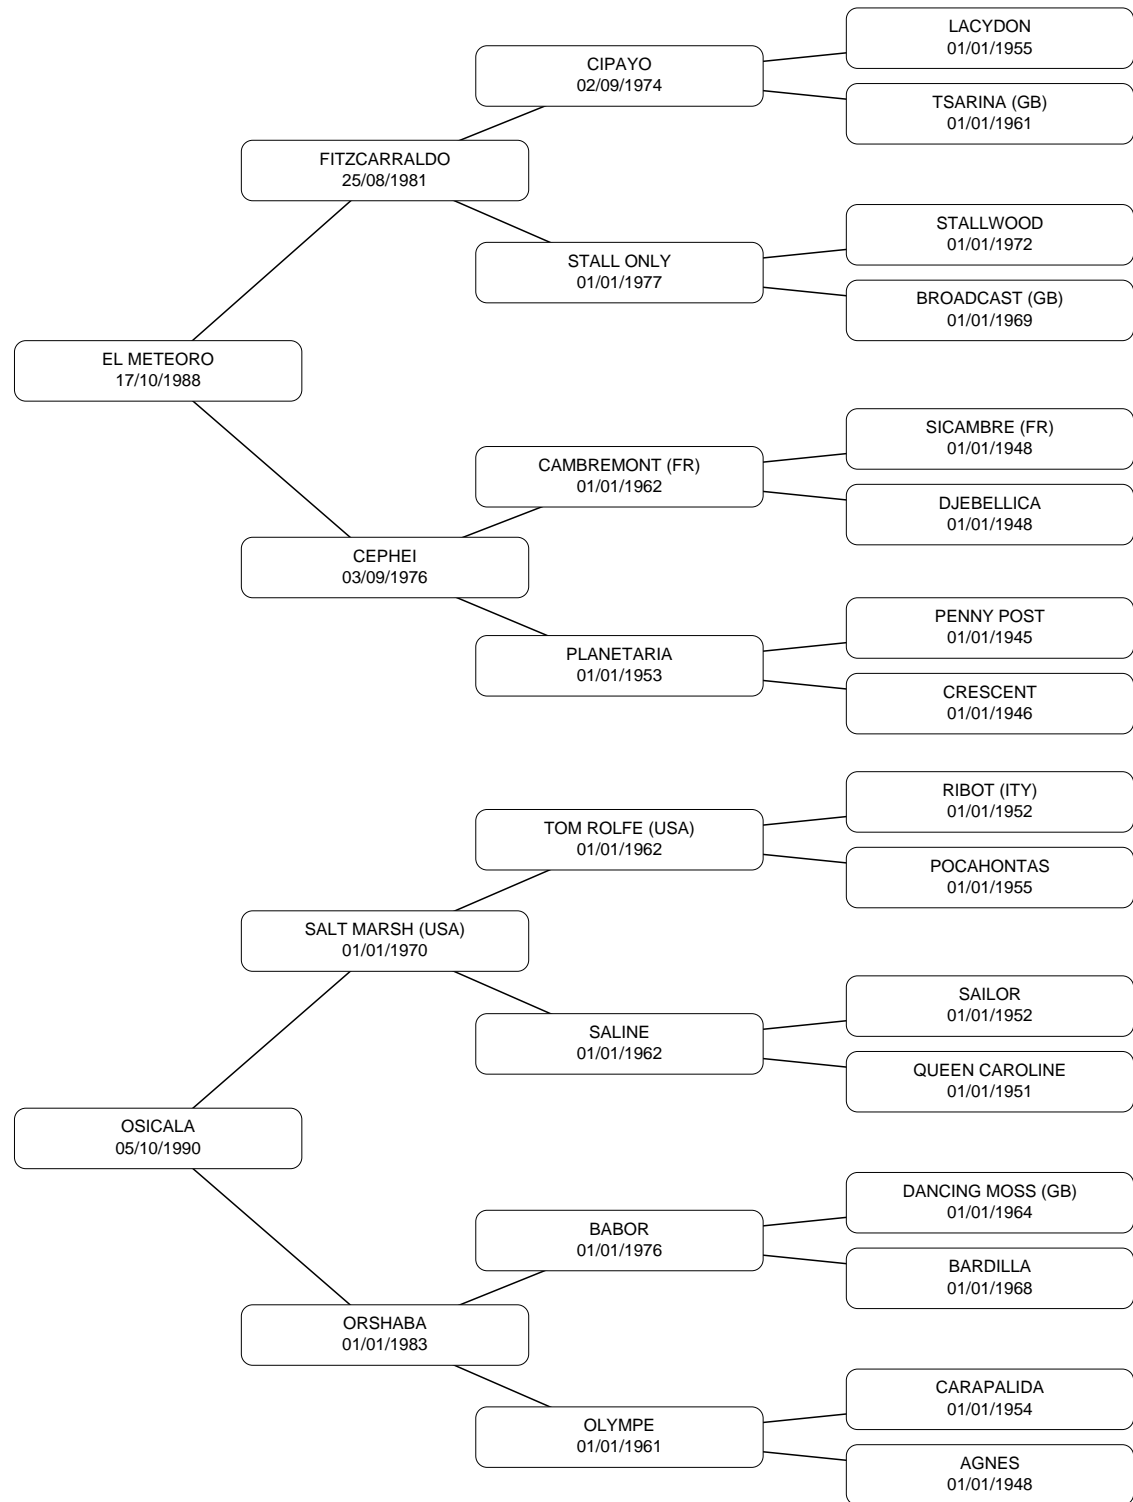 LACYDON
01/01/1955
CIPAYO
02/09/1974
TSARINA (GB)
01/01/1961
FITZCARRALDO
25/08/1981
STALLWOOD
01/01/1972
STALL ONLY
01/01/1977
BROADCAST (GB)
01/01/1969
EL METEORO
17/10/1988
SICAMBRE (FR)
01/01/1948
CAMBREMONT (FR)
01/01/1962
DJEBELLICA
01/01/1948
CEPHEI
03/09/1976
PENNY POST
01/01/1945
PLANETARIA
01/01/1953
CRESCENT
01/01/1946
RIBOT (ITY)
01/01/1952
TOM ROLFE (USA)
01/01/1962
POCAHONTAS
01/01/1955
SALT MARSH (USA)
01/01/1970
SAILOR
01/01/1952
SALINE
01/01/1962
QUEEN CAROLINE
01/01/1951
OSICALA
05/10/1990
DANCING MOSS (GB)
01/01/1964
BABOR
01/01/1976
BARDILLA
01/01/1968
ORSHABA
01/01/1983
CARAPALIDA
01/01/1954
OLYMPE
01/01/1961
AGNES
01/01/1948